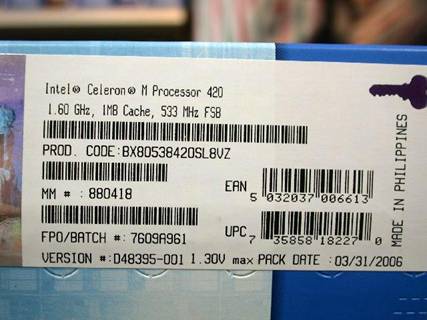 Intel® Celeron® M Processor 420
1.60 GHz, 1MB Cache, 533 MHz FSB
PROD. CODE:BX80538420SL8VZ
MM # : 880418
EAN
5 032037 006613
FPO/BATCH #: 7609A961
UPC
7 35858 18227 0
VERSION #:D48395-001 1.30V max PACK DATE :03/31/2006
MADE IN PHILIPPINES